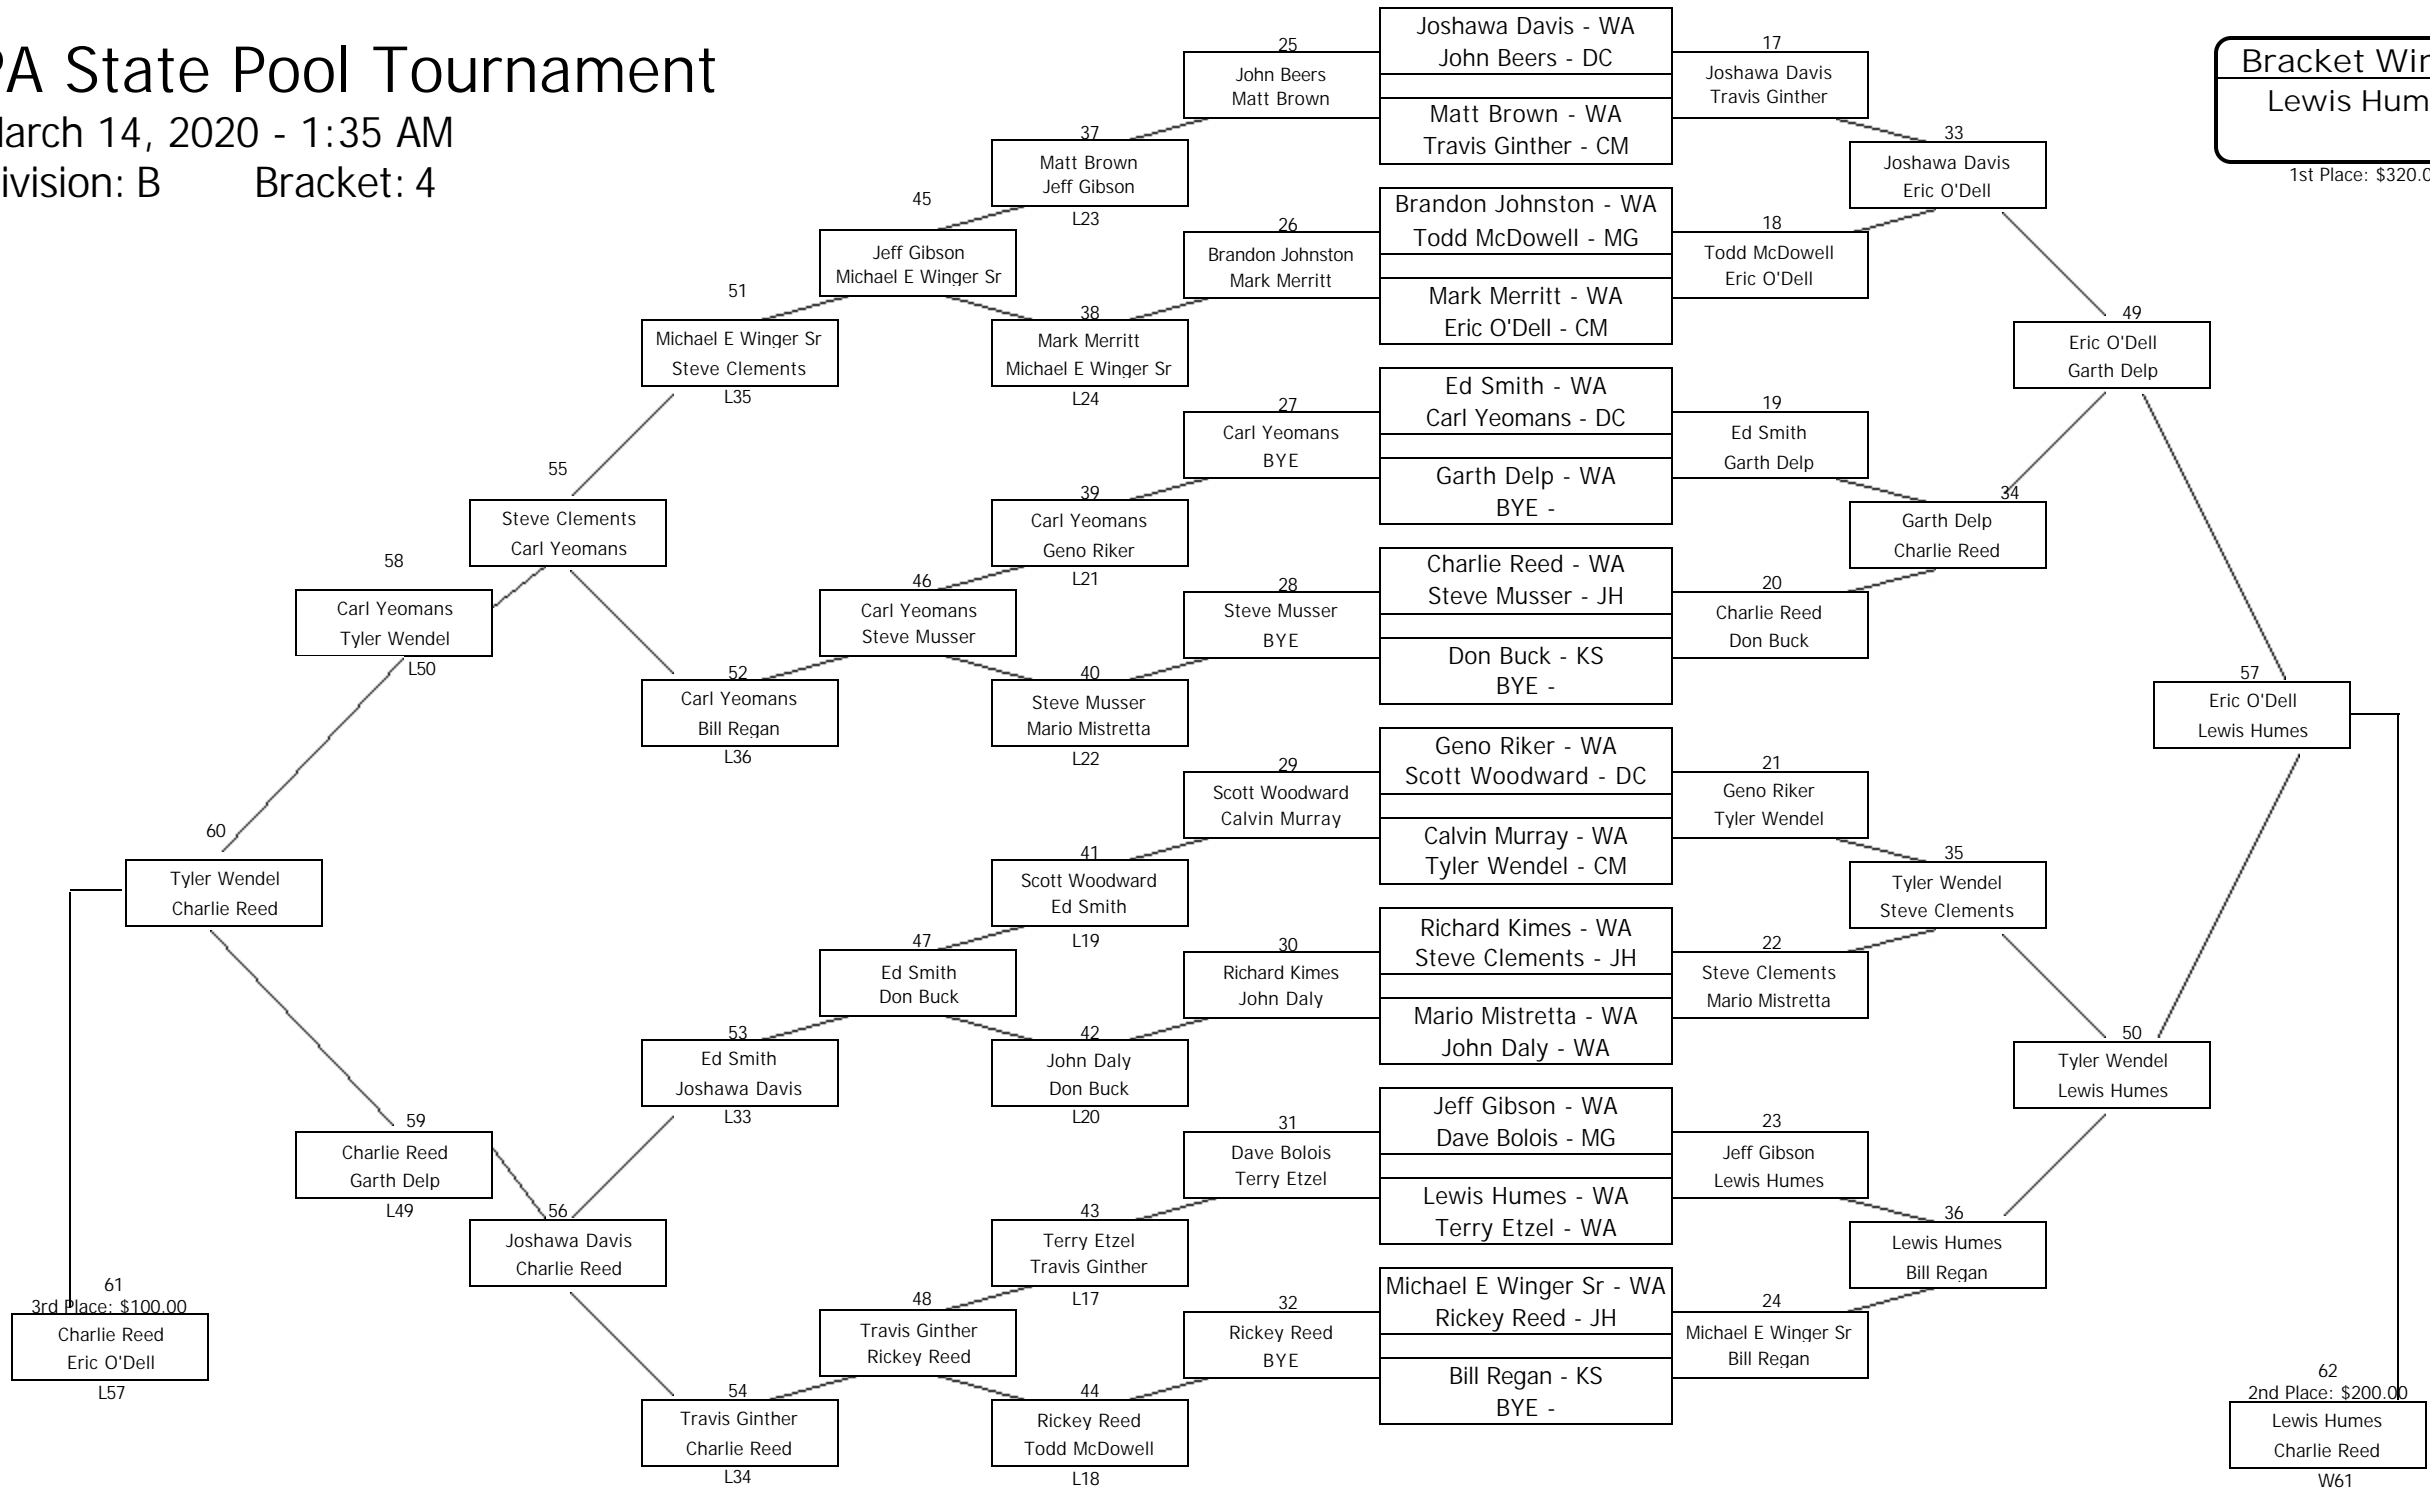 PA State Pool Tournament
March 14, 2020 - 1:35 AM
ivision: B Bracket: 4
Bracket Win
Lewis Hum
1st Place: $320.0
Joshawa Davis - WA
John Beers - DC
Matt Brown - WA
Travis Ginther - CM
Brandon Johnston - WA
Todd McDowell - MG
Mark Merritt - WA
Eric O'Dell - CM
Ed Smith - WA
Carl Yeomans - DC
Garth Delp - WA
BYE -
Charlie Reed - WA
Steve Musser - JH
Don Buck - KS
BYE -
Geno Riker - WA
Scott Woodward - DC
Calvin Murray - WA
Tyler Wendel - CM
Richard Kimes - WA
Steve Clements - JH
Mario Mistretta - WA
John Daly - WA
Jeff Gibson - WA
Dave Bolois - MG
Lewis Humes - WA
Terry Etzel - WA
Michael E Winger Sr - WA
Rickey Reed - JH
Bill Regan - KS
BYE -
17
Joshawa Davis
Travis Ginther
18
Todd McDowell
Eric O'Dell
19
Ed Smith
Garth Delp
20
Charlie Reed
Don Buck
21
Geno Riker
Tyler Wendel
22
Steve Clements
Mario Mistretta
23
Jeff Gibson
Lewis Humes
24
Michael E Winger Sr
Bill Regan
25
John Beers
Matt Brown
26
Brandon Johnston
Mark Merritt
27
Carl Yeomans
BYE
28
Steve Musser
BYE
29
Scott Woodward
Calvin Murray
30
Richard Kimes
John Daly
31
Dave Bolois
Terry Etzel
32
Rickey Reed
BYE
33
Joshawa Davis
Eric O'Dell
34
Garth Delp
Charlie Reed
35
Tyler Wendel
Steve Clements
36
Lewis Humes
Bill Regan
37
Matt Brown
Jeff Gibson
L23
38
Mark Merritt
Michael E Winger Sr
L24
39
Carl Yeomans
Geno Riker
L21
40
Steve Musser
Mario Mistretta
L22
41
Scott Woodward
Ed Smith
L19
42
John Daly
Don Buck
L20
43
Terry Etzel
Travis Ginther
L17
44
Rickey Reed
Todd McDowell
L18
45
Jeff Gibson
Michael E Winger Sr
46
Carl Yeomans
Steve Musser
47
Ed Smith
Don Buck
48
Travis Ginther
Rickey Reed
49
Eric O'Dell
Garth Delp
50
Tyler Wendel
Lewis Humes
51
Michael E Winger Sr
Steve Clements
L35
52
Carl Yeomans
Bill Regan
L36
53
Ed Smith
Joshawa Davis
L33
54
Travis Ginther
Charlie Reed
L34
55
Steve Clements
Carl Yeomans
56
Joshawa Davis
Charlie Reed
57
Eric O'Dell
Lewis Humes
58
Carl Yeomans
Tyler Wendel
L50
59
Charlie Reed
Garth Delp
L49
60
Tyler Wendel
Charlie Reed
61
3rd Place: $100.00
Charlie Reed
Eric O'Dell
L57
62
2nd Place: $200.00
Lewis Humes
Charlie Reed
W61